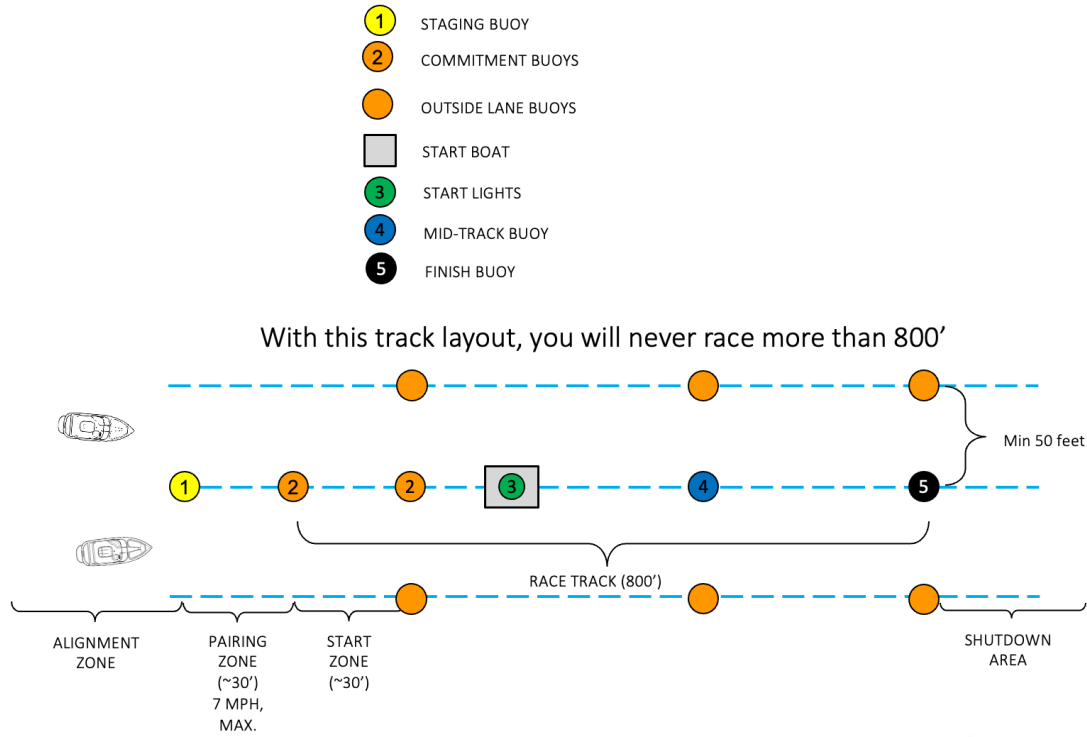 1 STAGING BUOY
2 COMMITMENT BUOYS
OUTSIDE LANE BUOYS
START BOAT
3 START LIGHTS
4 MID-TRACK BUOY
5 FINISH BUOY
With this track layout, you will never race more than 800’
Min 50 feet
1 2 2 3 4 5
RACE TRACK (800’)
ALIGNMENT
ZONE
PAIRING
ZONE
(~30’)
7 MPH,
MAX.
START
ZONE
(~30’)
SHUTDOWN
AREA